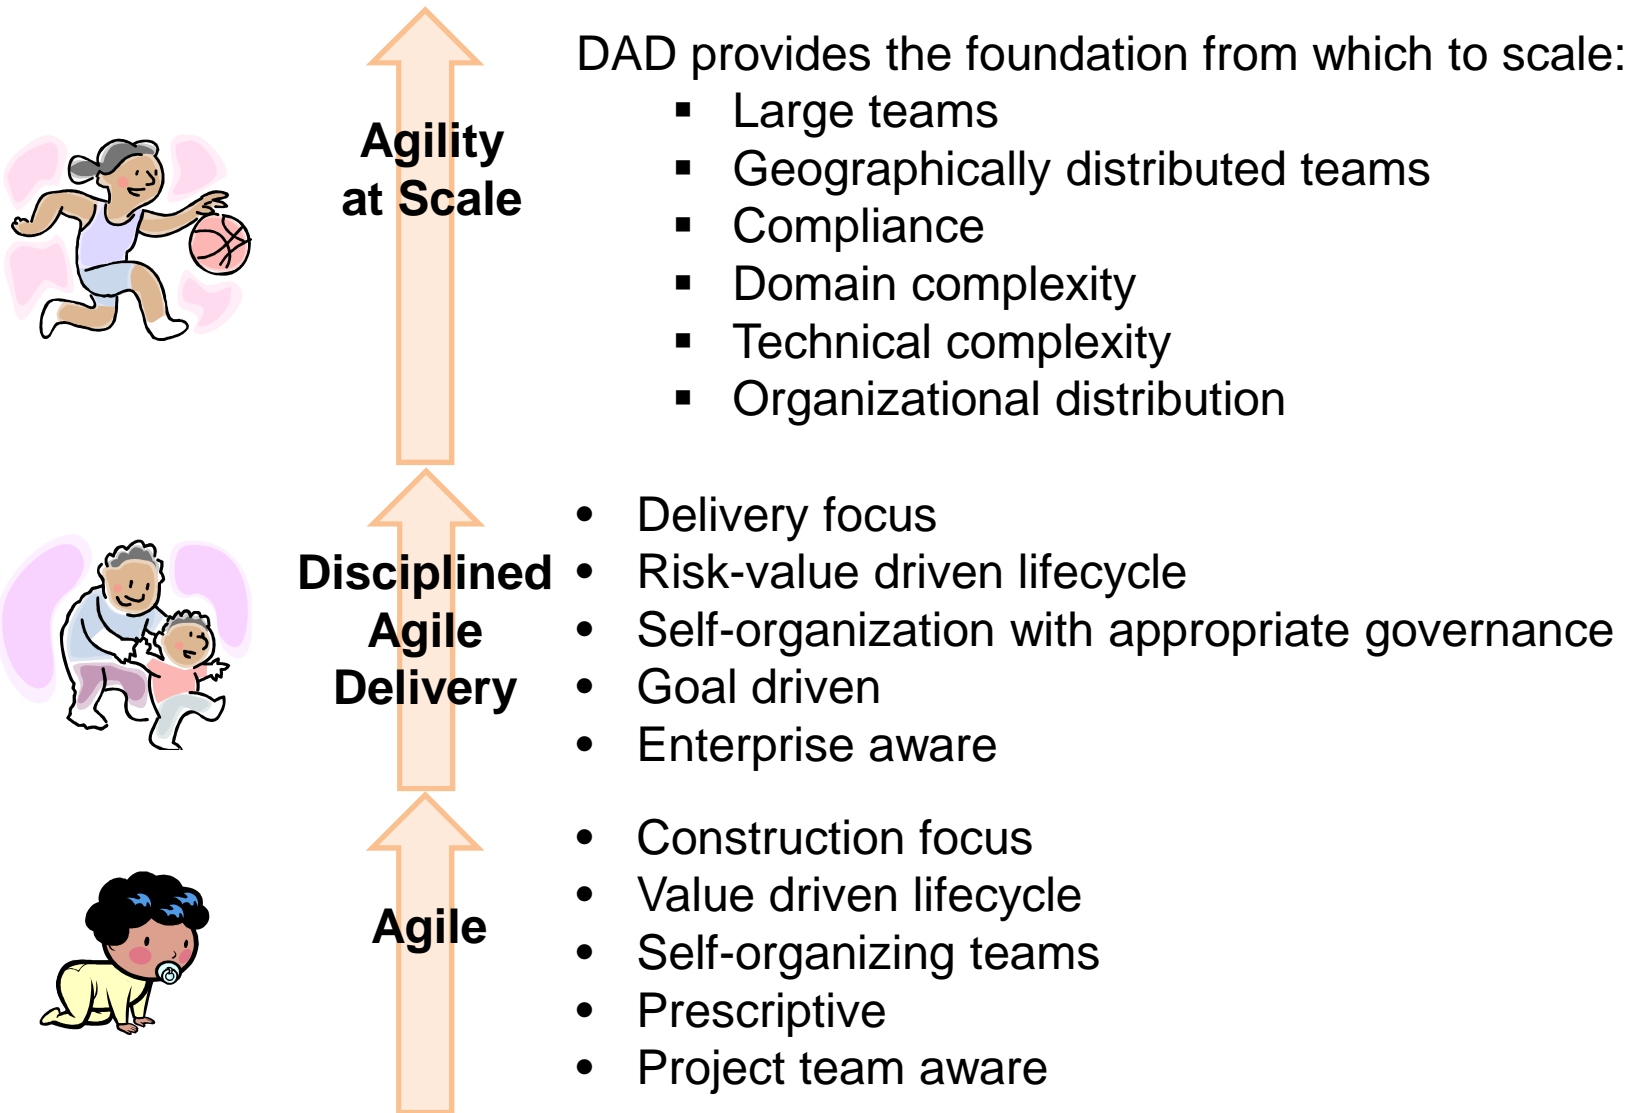 DAD provides the foundation from which to scale:
Agility
at Scale
▪ Large teams
▪ Geographically distributed teams
▪ Compliance
▪ Domain complexity
▪ Technical complexity
▪ Organizational distribution
Disciplined
Agile
Delivery
• Delivery focus
• Risk-value driven lifecycle
• Self-organization with appropriate governance
• Goal driven
• Enterprise aware
Agile
• Construction focus
• Value driven lifecycle
• Self-organizing teams
• Prescriptive
• Project team aware